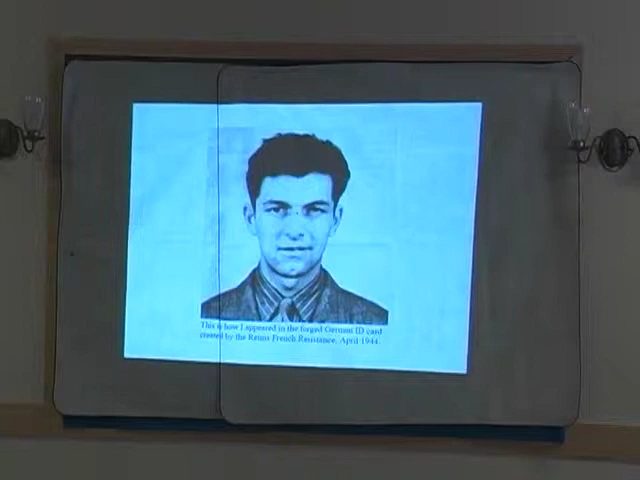 This is how I appeared in the forged German ID card
created by the Reims French Resistance, April 1944.